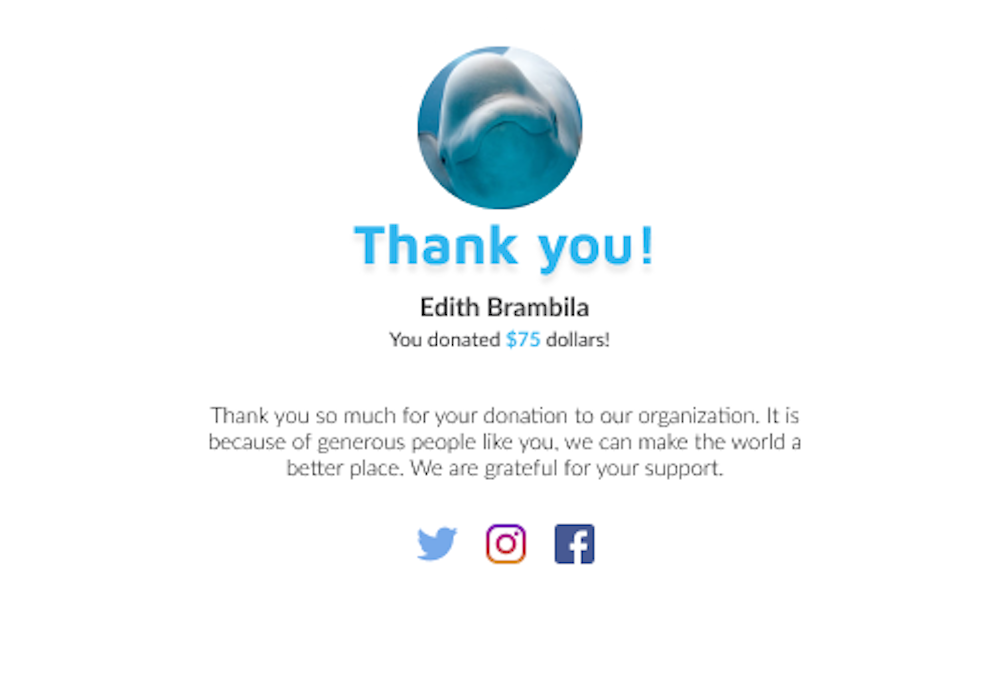 Thank you!
Edith Brambila
You donated $75 dollars!
Thank you so much for your donation to our organization. It is
because of generous people like you, we can make the world a
better place. We are grateful for your support.